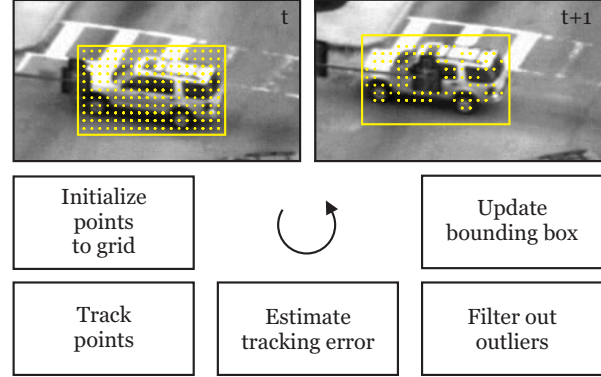 t
t+1
Initialize
points
to grid
Update
bounding box
Track
points
Estimate
tracking error
Filter out
outliers